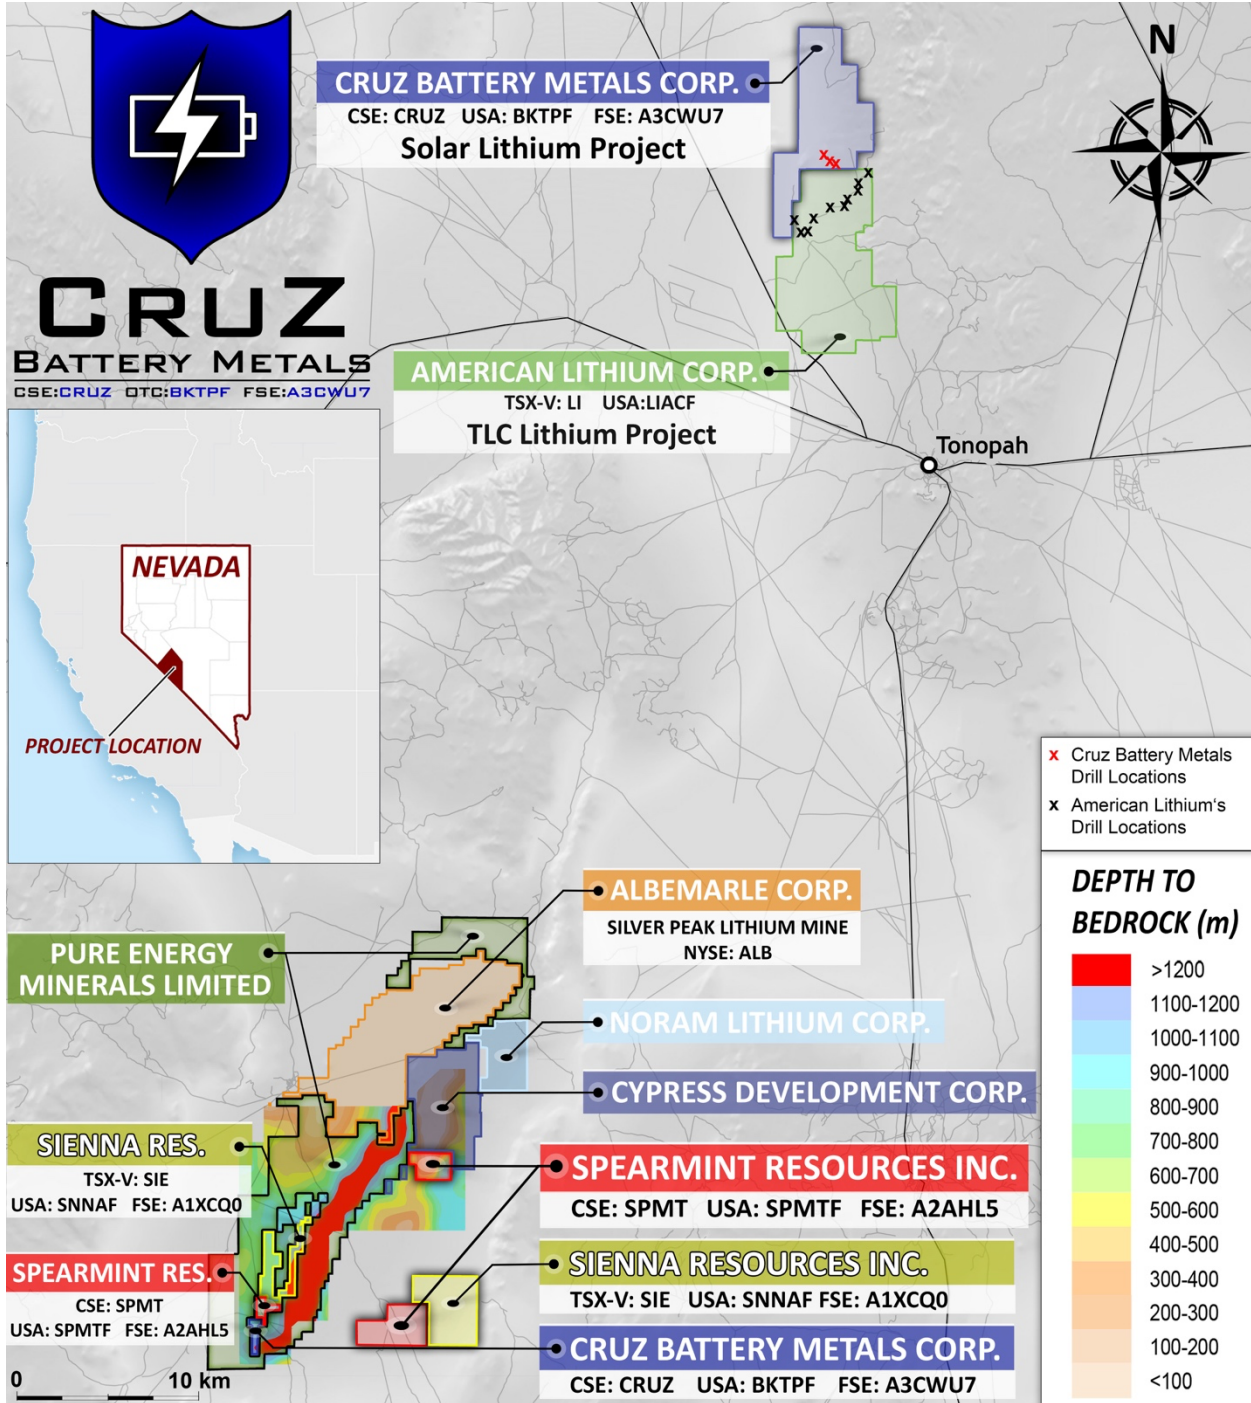 CRUZ BATTERY METALS CORP.
CSE: CRUZ USA: BKTPF FSE: A3CWU7
Solar Lithium Project
N
CRUZ
BATTERY METALS
CSE:CRUZ OTC:BKTPF FSE:A3CWU7
AMERICAN LITHIUM CORP.
TSX-V: LI USA:LIACF
TLC Lithium Project
Tonopah
NEVADA
PROJECT LOCATION
x Cruz Battery Metals
Drill Locations
x American Lithium's
Drill Locations
DEPTH TO
BEDROCK (m)
>1200
1100-1200
1000-1100
900-1000
800-900
700-800
600-700
500-600
400-500
300-400
200-300
100-200
<100
ALBEMARLE CORP.
SILVER PEAK LITHIUM MINE
NYSE: ALB
PURE ENERGY
MINERALS LIMITED
NORAM LITHIUM CORP.
CYPRESS DEVELOPMENT CORP.
SIENNA RES.
TSX-V: SIE
USA: SNNAF FSE: A1XCQ0
SPEARMINT RESOURCES INC.
CSE: SPMT USA: SPMTF FSE: A2AHL5
SPEARMINT RES.
CSE: SPMT
USA: SPMTF FSE: A2AHL5
SIENNA RESOURCES INC.
TSX-V: SIE USA: SNNAF FSE: A1XCQ0
CRUZ BATTERY METALS CORP.
CSE: CRUZ USA: BKTPF FSE: A3CWU7
0 10 km